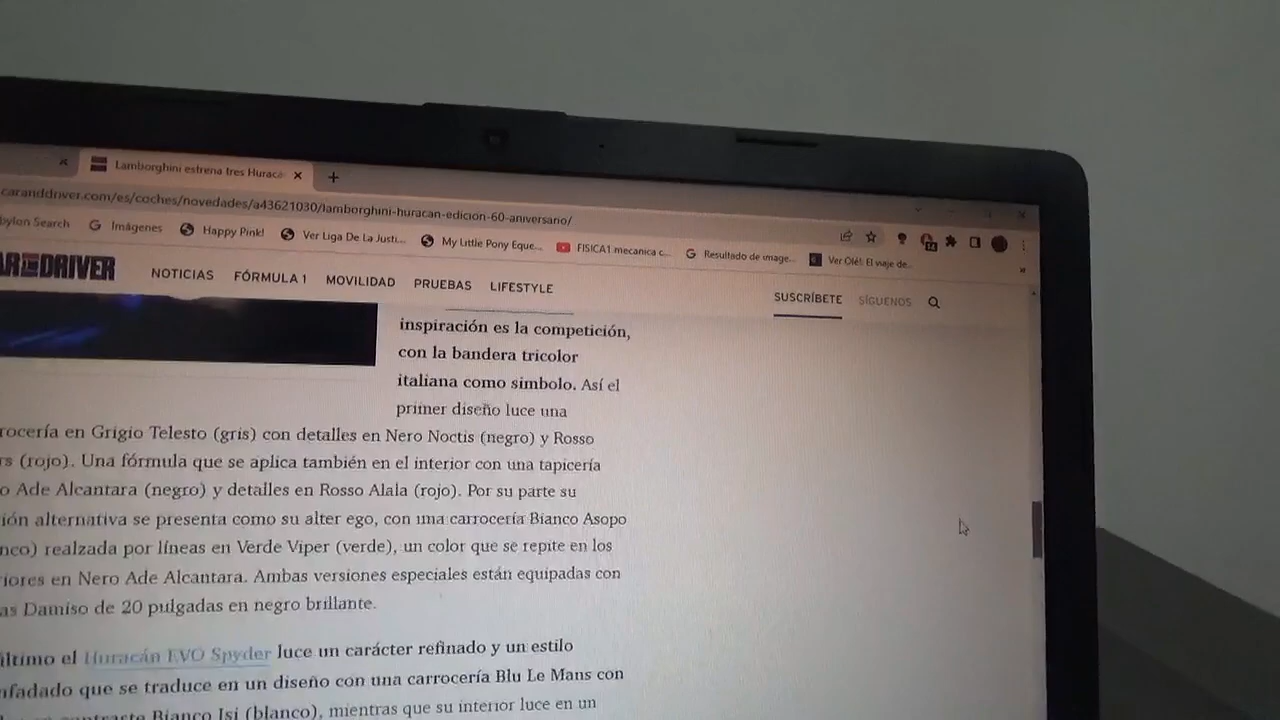 Lamborghini estrena tres Huraca
caranddriver.com/es/coches/novedades/a43621030/lamborghini-huracan-edicion-60-aniversario/
bylon Search Imágenes Happy Pink! Ver Liga De La Justi... My Little Pony Eque... FISICA1 mecanica c... Resultado de image... Ver Olé!: El viaje de...
AR AND DRIVER NOTICIAS FÓRMULA 1 MOVILIDAD PRUEBAS LIFESTYLE SUSCRÍBETE SÍGUENOS
inspiración es la competición,
con la bandera tricolor
italiana como simbolo. Así el
primer diseño luce una
rocería en Grigio Telesto (gris) con detalles en Nero Noctis (negro) y Rosso
rs (rojo). Una fórmula que se aplica también en el interior con una tapicería
o Ade Alcantara (negro) y detalles en Rosso Alala (rojo). Por su parte su
ión alternativa se presenta como su alter ego, con una carrocería Bianco Asopo
nco) realzada por líneas en Verde Viper (verde), un color que se repite en los
riores en Nero Ade Alcantara. Ambas versiones especiales están equipadas con
as Damiso de 20 pulgadas en negro brillante.
último el Huracán EVO Spyder luce un carácter refinado y un estilo
nfadado que se traduce en un diseño con una carrocería Blu Le Mans con
contraste Bianco Isi (blanco), mientras que su interior luce en un